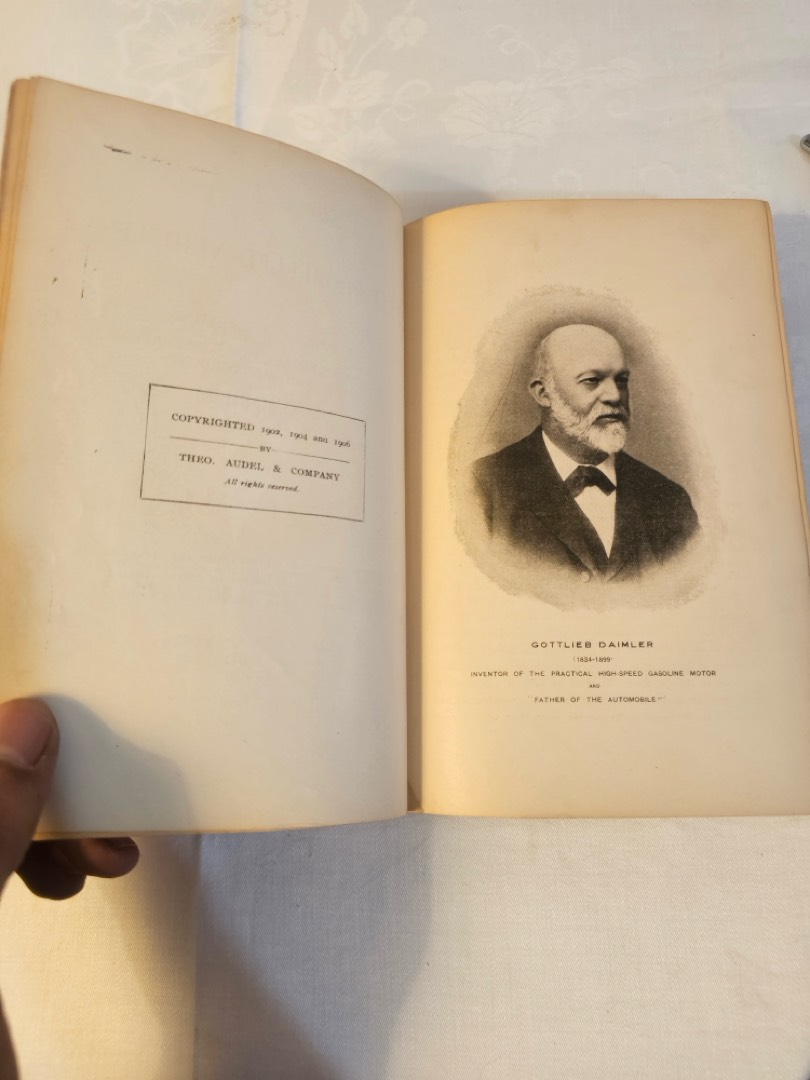 COPYRIGHTED 1902, 1904 and 1906
BY
THEO. AUDEL & COMPANY
All rights reserved.
GOTTLIEB DAIMLER
(1834-1899)
INVENTOR OF THE PRACTICAL HIGH-SPEED GASOLINE MOTOR
AND
"FATHER OF THE AUTOMOBILE"